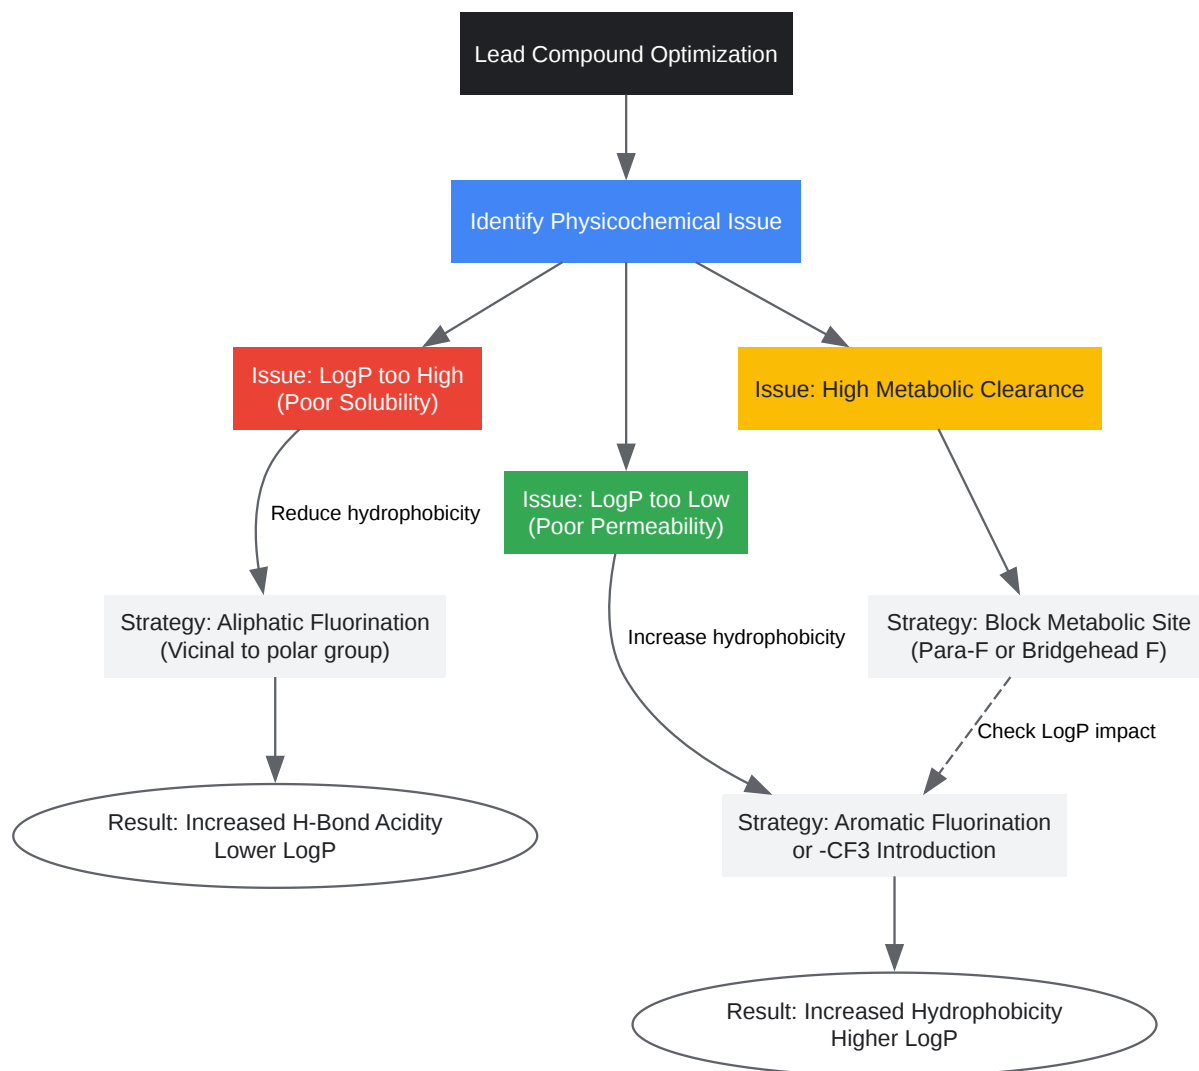 Lead Compound Optimization
Identify Physicochemical Issue
Issue: LogP too High
(Poor Solubility)
Issue: High Metabolic Clearance
Issue: LogP too Low
(Poor Permeability)
Reduce hydrophobicity
Strategy: Aliphatic Fluorination
(Vicinal to polar group)
Increase hydrophobicity
Strategy: Block Metabolic Site
(Para-F or Bridgehead F)
Check LogP impact
Result: Increased H-Bond Acidity
Lower LogP
Strategy: Aromatic Fluorination
or -CF3 Introduction
Result: Increased Hydrophobicity
Higher LogP